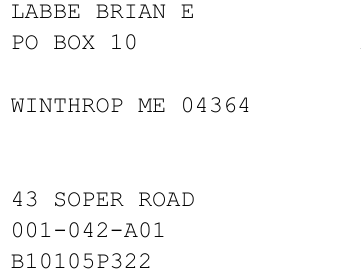 LABBE BRIAN E
PO BOX 10
WINTHROP ME 04364
43 SOPER ROAD
001-042-A01
B10105P322